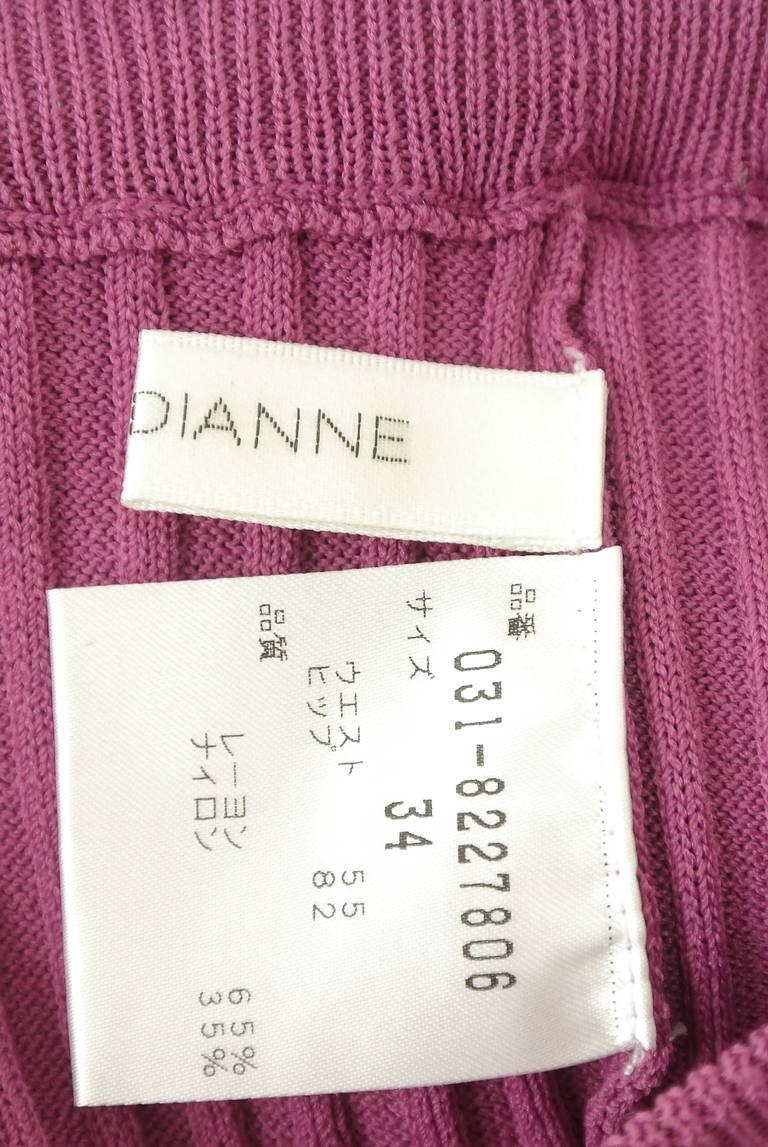 DIANNE
品番
031-8227806
サイズ 34
ウエスト 55
ヒップ 82
品質
レーヨン 65%
ナイロン 35%